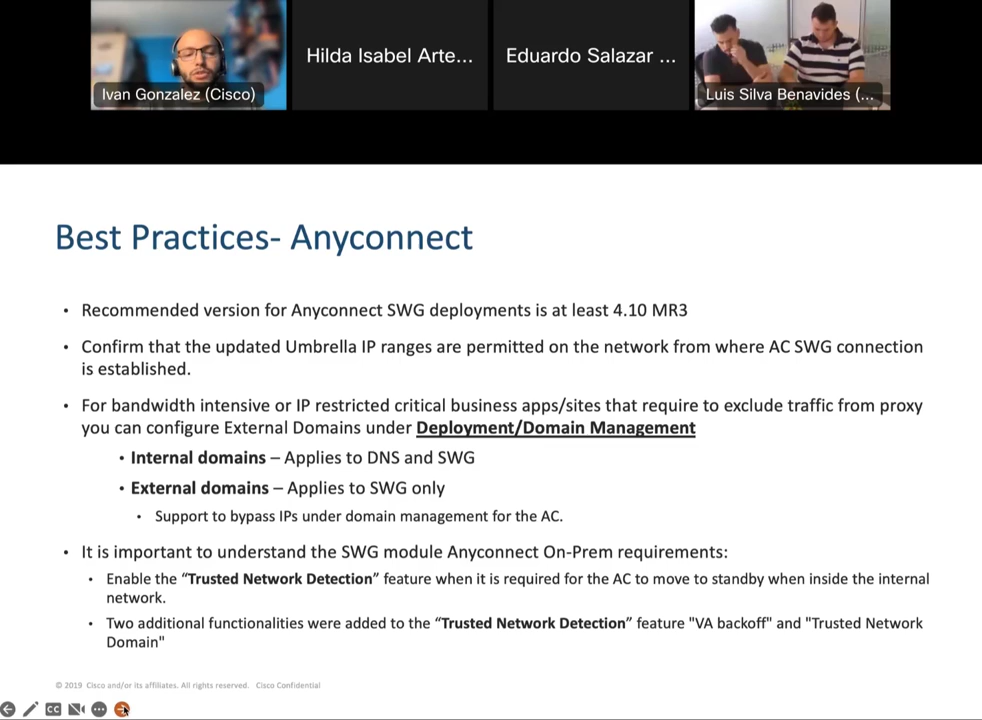 Ivan Gonzalez (Cisco)
Hilda Isabel Arte...
Eduardo Salazar ...
Luis Silva Benavides (...
Best Practices- Anyconnect
• Recommended version for Anyconnect SWG deployments is at least 4.10 MR3
• Confirm that the updated Umbrella IP ranges are permitted on the network from where AC SWG connection
is established.
• For bandwidth intensive or IP restricted critical business apps/sites that require to exclude traffic from proxy
you can configure External Domains under Deployment/Domain Management
• Internal domains – Applies to DNS and SWG
• External domains – Applies to SWG only
• Support to bypass IPs under domain management for the AC.
• It is important to understand the SWG module Anyconnect On-Prem requirements:
• Enable the “Trusted Network Detection” feature when it is required for the AC to move to standby when inside the internal
network.
• Two additional functionalities were added to the “Trusted Network Detection” feature "VA backoff" and "Trusted Network
Domain"
© 2019 Cisco and/or its affiliates. All rights reserved. Cisco Confidential
CC